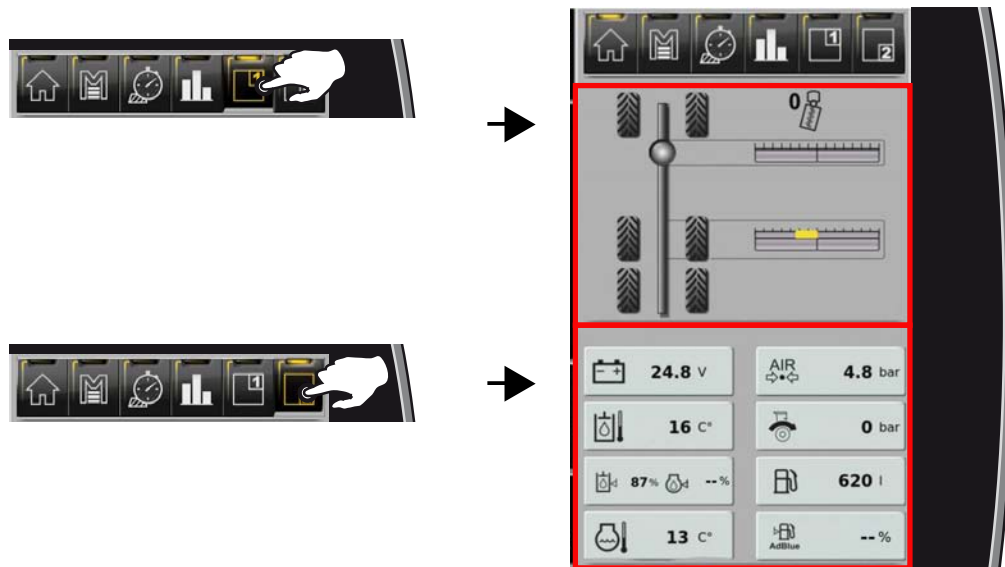 1
1
2
0
24.8 V
AIR
4.8 bar
16 C°
0 bar
87% --%
620 l
13 C°
AdBlue
--%